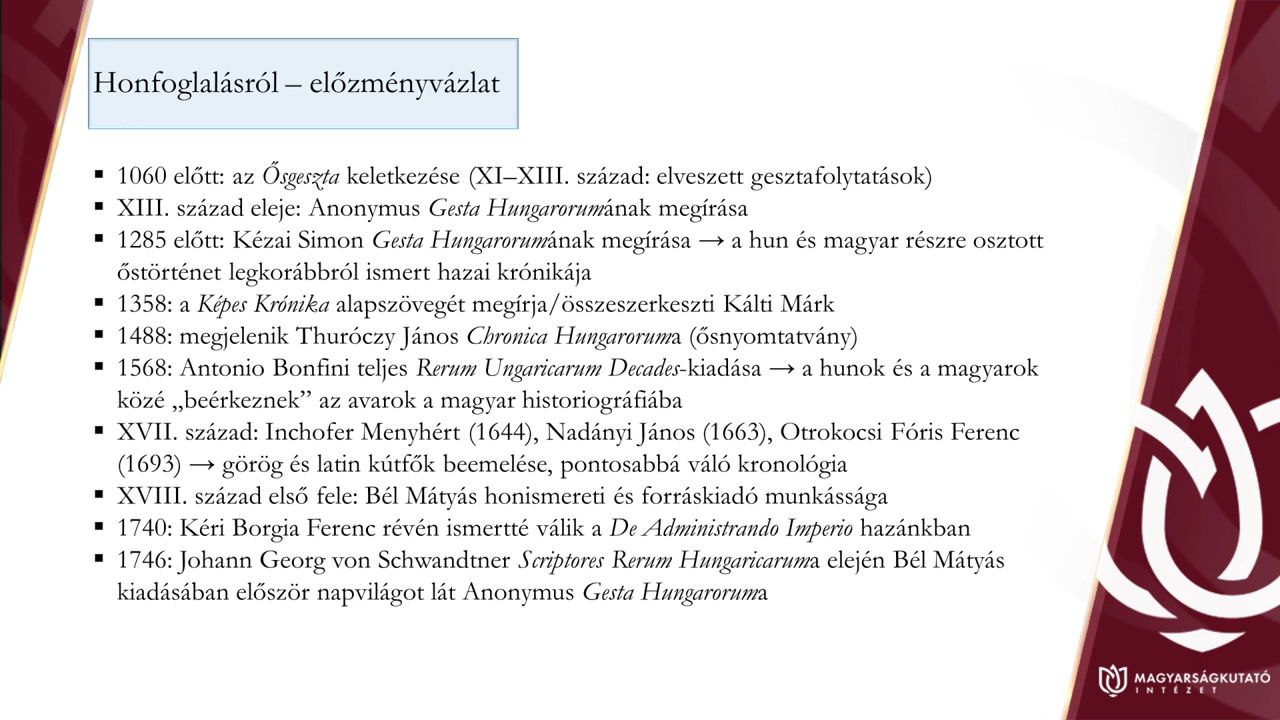 Honfoglalásról – előzményvázlat
▪ 1060 előtt: az Ősgeszta keletkezése (XI–XIII. század: elveszett gesztafolytatások)
▪ XIII. század eleje: Anonymus Gesta Hungarorumának megírása
▪ 1285 előtt: Kézai Simon Gesta Hungarorumának megírása → a hun és magyar részre osztott
őstörténet legkorábbról ismert hazai krónikája
▪ 1358: a Képes Krónika alapszövegét megírja/összeszerkeszti Kálti Márk
▪ 1488: megjelenik Thuróczy János Chronica Hungaroruma (ősnyomtatvány)
▪ 1568: Antonio Bonfini teljes Rerum Ungaricarum Decades-kiadása → a hunok és a magyarok
közé „beérkeznek” az avarok a magyar historiográfiába
▪ XVII. század: Inchofer Menyhért (1644), Nadányi János (1663), Otrokocsi Fóris Ferenc
(1693) → görög és latin kútfők beemelése, pontosabbá váló kronológia
▪ XVIII. század első fele: Bél Mátyás honismereti és forráskiadó munkássága
▪ 1740: Kéri Borgia Ferenc révén ismertté válik a De Administrando Imperio hazánkban
▪ 1746: Johann Georg von Schwandtner Scriptores Rerum Hungaricaruma elején Bél Mátyás
kiadásában először napvilágot lát Anonymus Gesta Hungaroruma
MAGYARSÁGKUTATÓ
INTÉZET